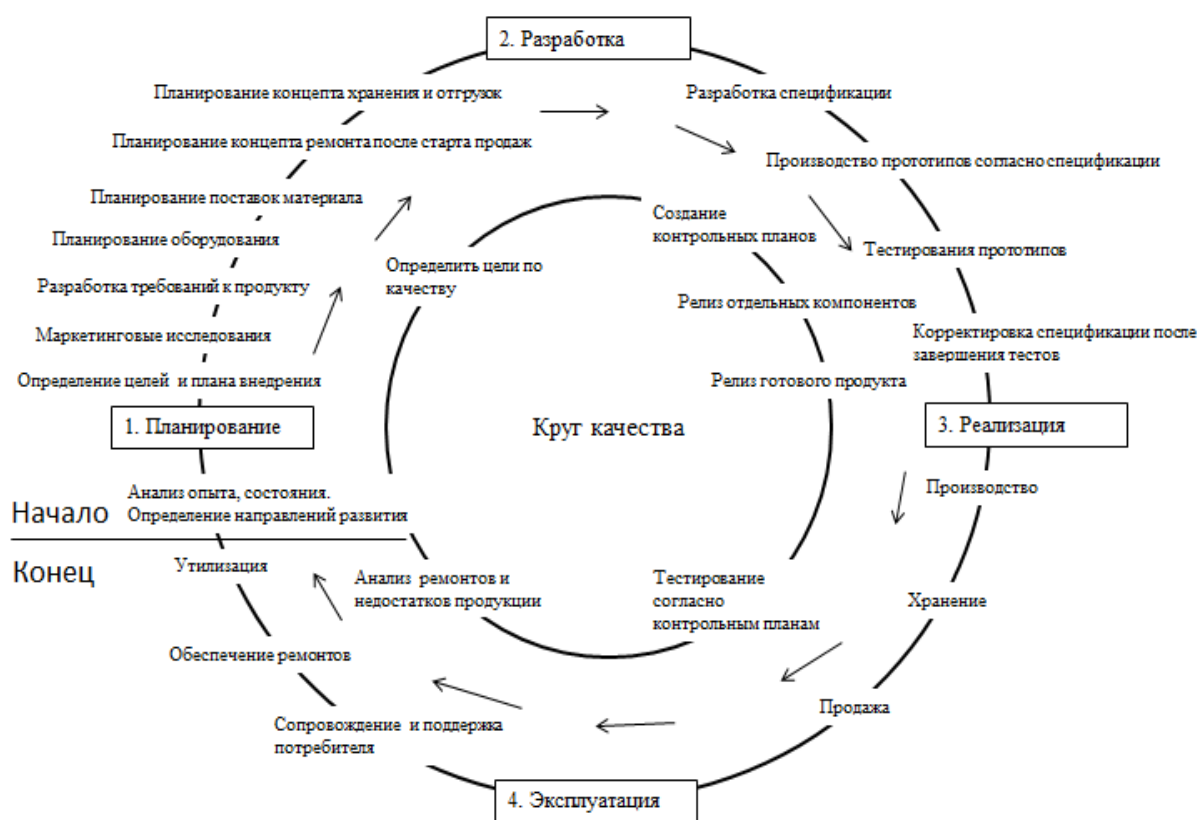 2. Разработка
Планирование концепта хранения и отгрузок
Разработка спецификации
Планирование концепта ремонта после старта продаж
Производство прототипов согласно спецификации
Планирование поставок материала
Создание
контрольных планов
Планирование оборудования
Тестирования прототипов
Определить цели по
качеству
Разработка требований к продукту
Релиз отдельных компонентов
Маркетинговые исследования
Корректировка спецификации после
завершения тестов
Определение целей и плана внедрения
Релиз готового продукта
1. Планирование
Круг качества
3. Реализация
Начало
Анализ опыта, состояния.
Определение направлений развития
Производство
Конец
Утилизация
Анализ ремонтов и
недостатков продукции
Тестирование
согласно
контрольным планам
Хранение
Обеспечение ремонтов
Продажа
Сопровождение и поддержка
потребителя
4. Эксплуатация